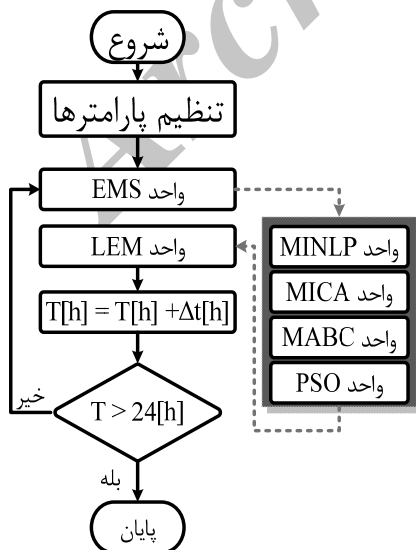 شروع
تنظیم پارامترها
واحد EMS
واحد LEM
T[h] = T[h] +Δt[h]
T > 24[h]
خیر
بله
پایان
واحد MINLP
واحد MICA
واحد MABC
واحد PSO